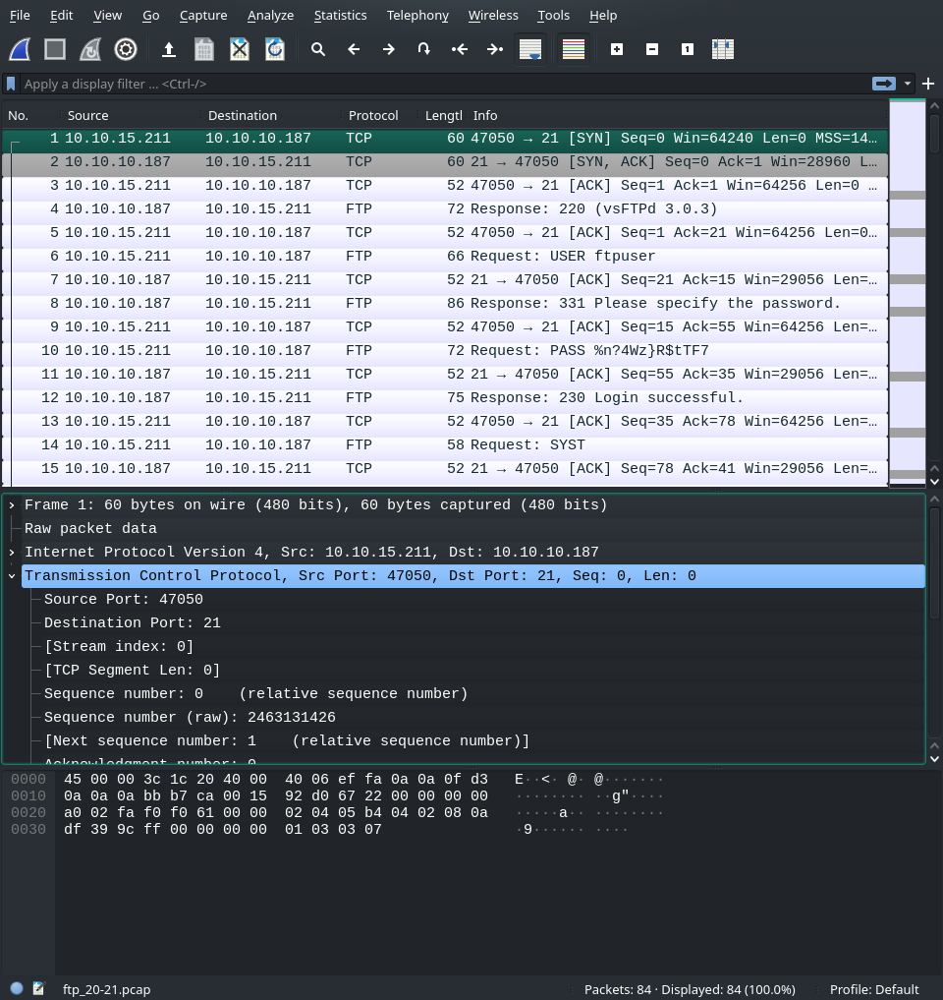 File Edit View Go Capture Analyze Statistics Telephony Wireless Tools Help
Apply a display filter ... <Ctrl-/>
No. Source Destination Protocol Lengtl Info
1 10.10.15.211 10.10.10.187 TCP 60 47050 → 21 [SYN] Seq=0 Win=64240 Len=0 MSS=14…
2 10.10.10.187 10.10.15.211 TCP 60 21 → 47050 [SYN, ACK] Seq=0 Ack=1 Win=28960 L…
3 10.10.15.211 10.10.10.187 TCP 52 47050 → 21 [ACK] Seq=1 Ack=1 Win=64256 Len=0 …
4 10.10.10.187 10.10.15.211 FTP 72 Response: 220 (vsFTPd 3.0.3)
5 10.10.15.211 10.10.10.187 TCP 52 47050 → 21 [ACK] Seq=1 Ack=21 Win=64256 Len=0…
6 10.10.15.211 10.10.10.187 FTP 66 Request: USER ftpuser
7 10.10.10.187 10.10.15.211 TCP 52 21 → 47050 [ACK] Seq=21 Ack=15 Win=29056 Len=…
8 10.10.10.187 10.10.15.211 FTP 86 Response: 331 Please specify the password.
9 10.10.15.211 10.10.10.187 TCP 52 47050 → 21 [ACK] Seq=15 Ack=55 Win=64256 Len=…
10 10.10.15.211 10.10.10.187 FTP 72 Request: PASS %n?4Wz}R$tTF7
11 10.10.10.187 10.10.15.211 TCP 52 21 → 47050 [ACK] Seq=55 Ack=35 Win=29056 Len=…
12 10.10.10.187 10.10.15.211 FTP 75 Response: 230 Login successful.
13 10.10.15.211 10.10.10.187 TCP 52 47050 → 21 [ACK] Seq=35 Ack=78 Win=64256 Len=…
14 10.10.15.211 10.10.10.187 FTP 58 Request: SYST
15 10.10.10.187 10.10.15.211 TCP 52 21 → 47050 [ACK] Seq=78 Ack=41 Win=29056 Len=…
Frame 1: 60 bytes on wire (480 bits), 60 bytes captured (480 bits)
Raw packet data
Internet Protocol Version 4, Src: 10.10.15.211, Dst: 10.10.10.187
Transmission Control Protocol, Src Port: 47050, Dst Port: 21, Seq: 0, Len: 0
Source Port: 47050
Destination Port: 21
[Stream index: 0]
[TCP Segment Len: 0]
Sequence number: 0 (relative sequence number)
Sequence number (raw): 2463131426
[Next sequence number: 1 (relative sequence number)]
Acknowledgment number: 0
0000 45 00 00 3c 1c 20 40 00 40 06 ef fa 0a 0a 0f d3 E··<· @· @·······
0010 0a 0a 0a bb b7 ca 00 15 92 d0 67 22 00 00 00 00 ········ ··g"····
0020 a0 02 fa f0 f0 61 00 00 02 04 05 b4 04 02 08 0a ·····a·· ········
0030 df 39 9c ff 00 00 00 00 01 03 03 07 ·9······ ····
ftp_20-21.pcap Packets: 84 · Displayed: 84 (100.0%) Profile: Default